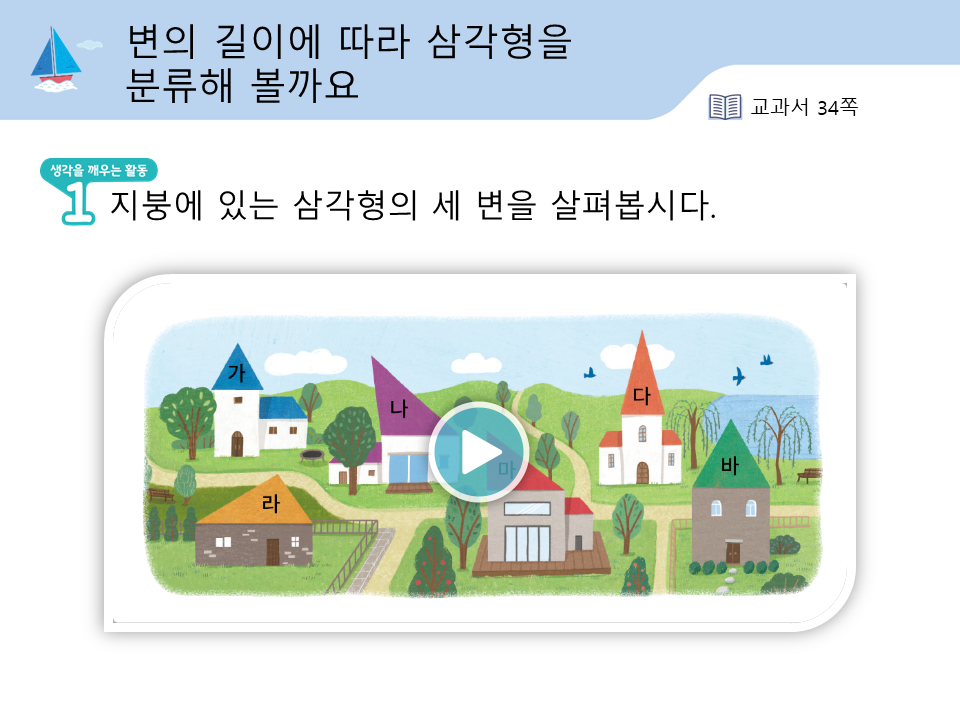 변의 길이에 따라 삼각형을
분류해 볼까요
교과서 34쪽
생각을 깨우는 활동
1 지붕에 있는 삼각형의 세 변을 살펴봅시다.
가
나
다
라
마
바